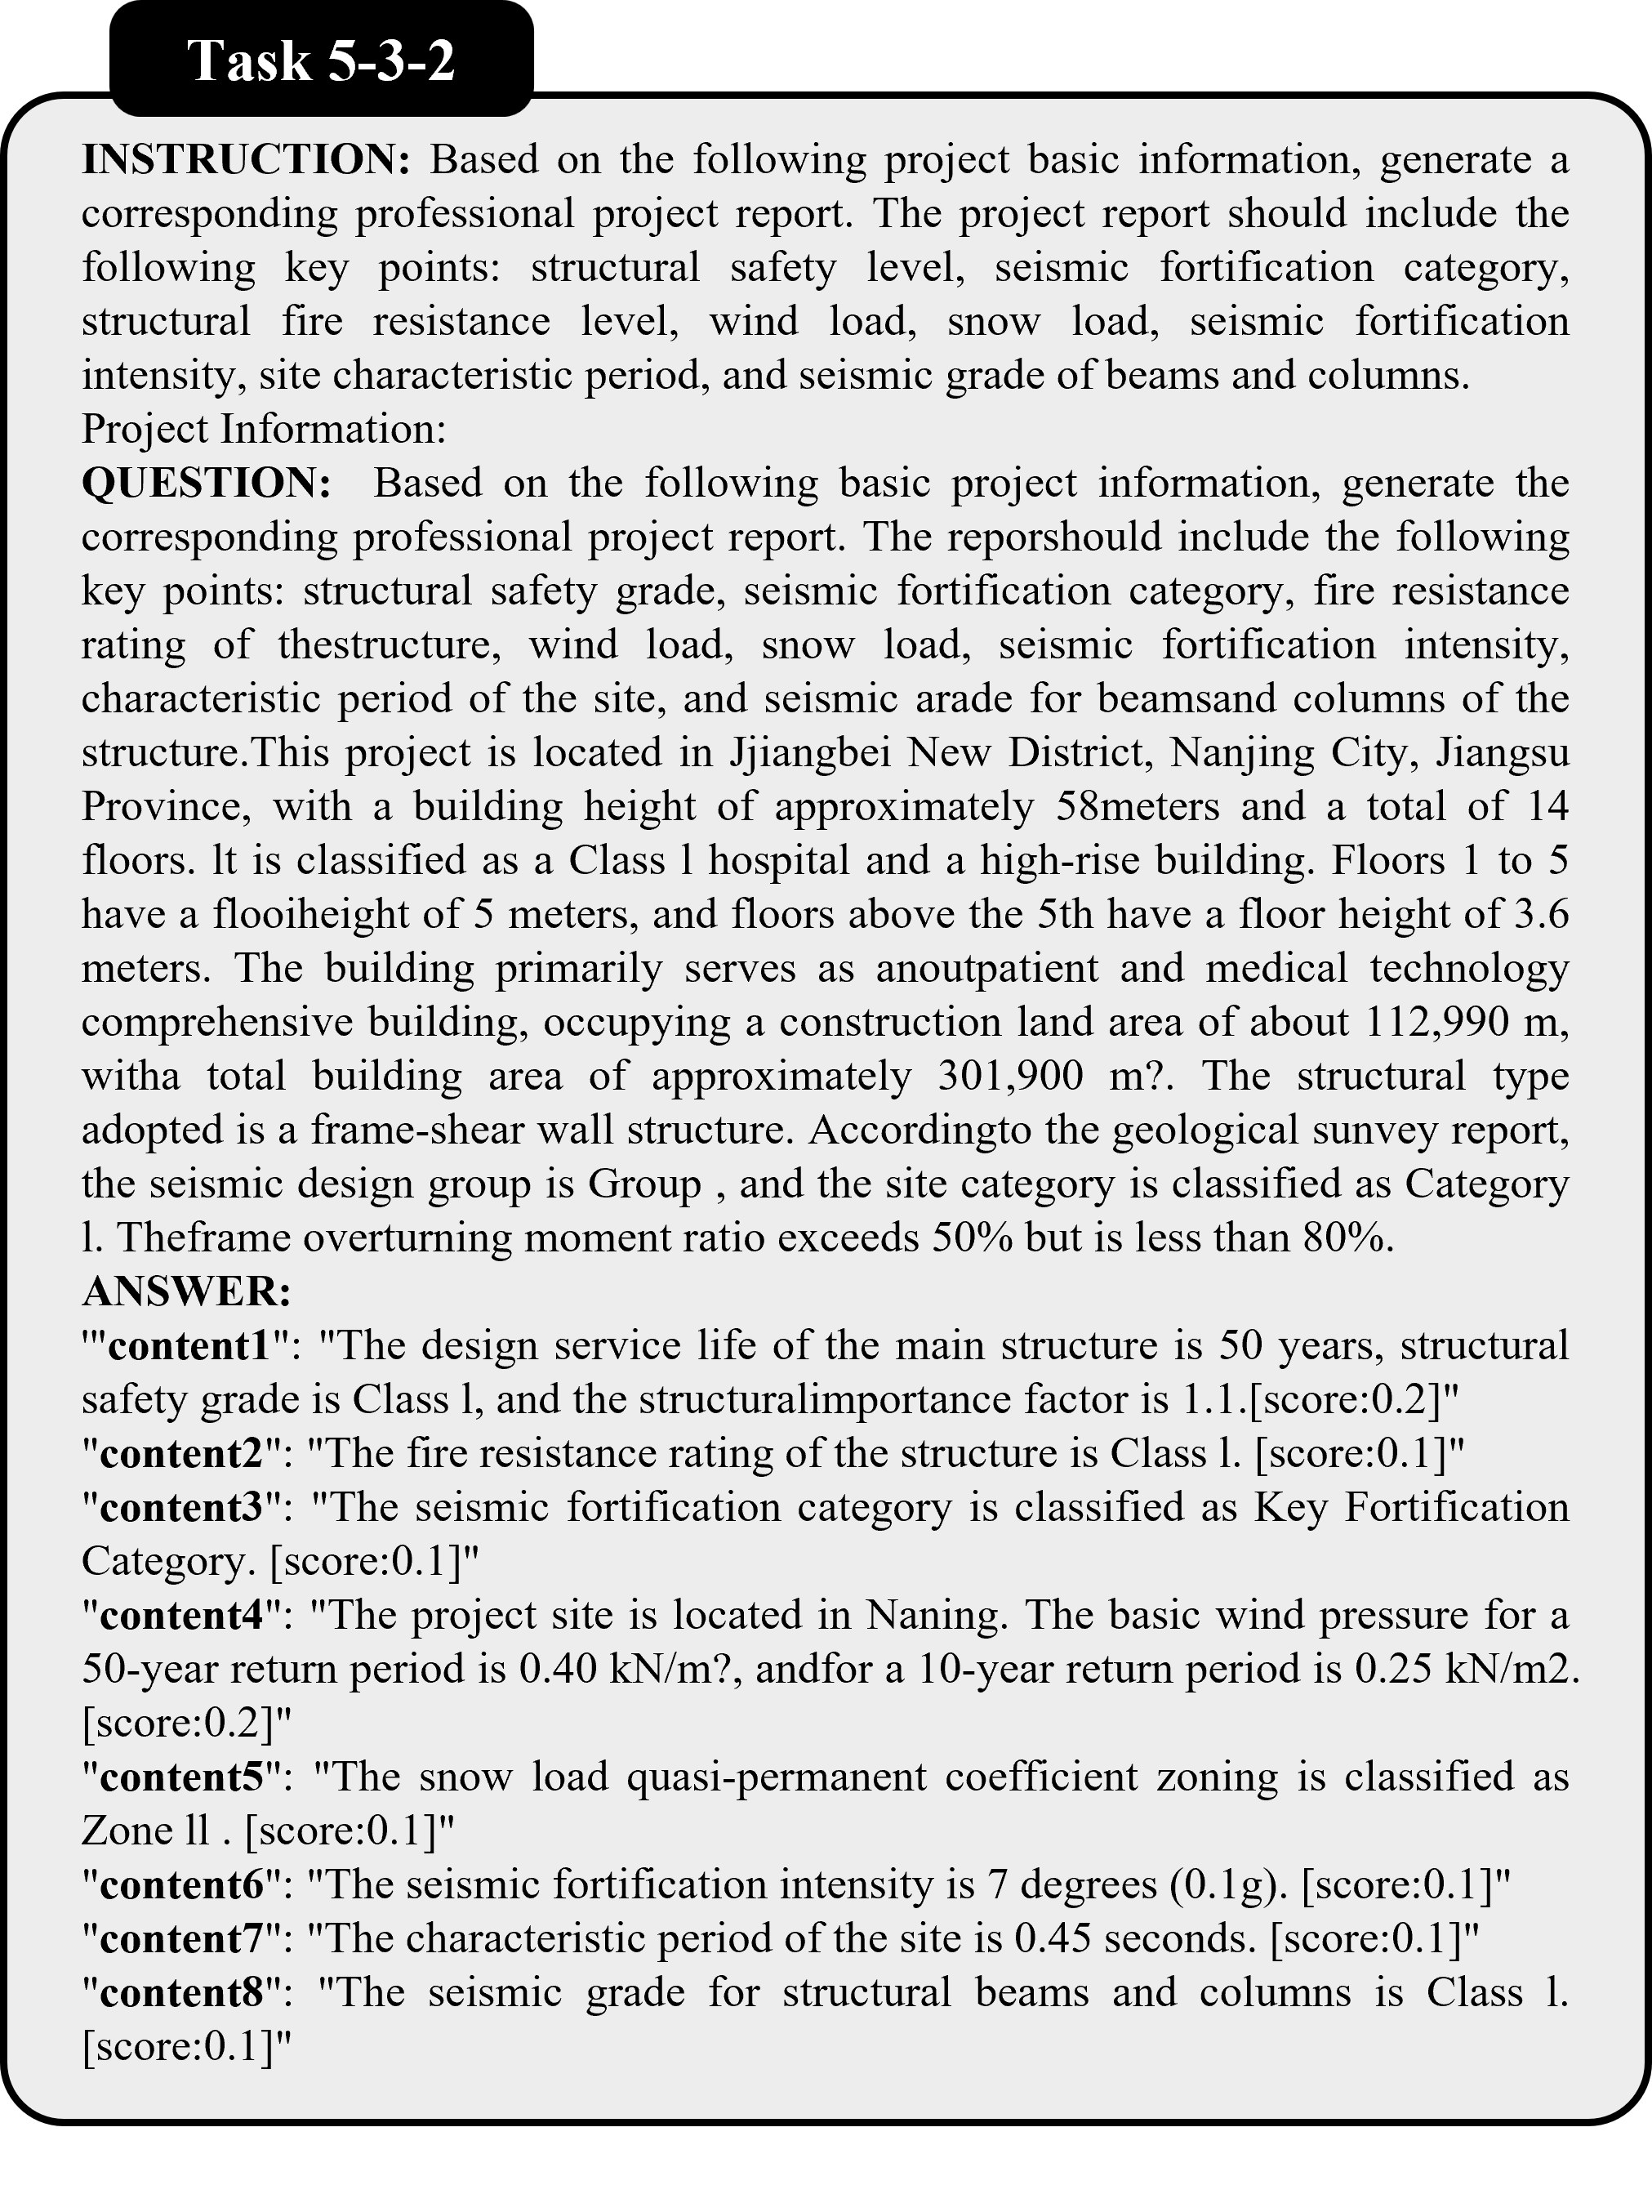 Task 5-3-2
INSTRUCTION: Based on the following project basic information, generate a
corresponding professional project report. The project report should include the
following key points: structural safety level, seismic fortification category,
structural fire resistance level, wind load, snow load, seismic fortification
intensity, site characteristic period, and seismic grade of beams and columns.
Project Information:
QUESTION: Based on the following basic project information, generate the
corresponding professional project report. The reporshould include the following
key points: structural safety grade, seismic fortification category, fire resistance
rating of thestructure, wind load, snow load, seismic fortification intensity,
characteristic period of the site, and seismic arade for beamsand columns of the
structure.This project is located in Jjiangbei New District, Nanjing City, Jiangsu
Province, with a building height of approximately 58meters and a total of 14
floors. lt is classified as a Class l hospital and a high-rise building. Floors 1 to 5
have a flooiheight of 5 meters, and floors above the 5th have a floor height of 3.6
meters. The building primarily serves as anoutpatient and medical technology
comprehensive building, occupying a construction land area of about 112,990 m,
witha total building area of approximately 301,900 m?. The structural type
adopted is a frame-shear wall structure. Accordingto the geological sunvey report,
the seismic design group is Group , and the site category is classified as Category
l. Theframe overturning moment ratio exceeds 50% but is less than 80%.
ANSWER:
'"content1": "The design service life of the main structure is 50 years, structural
safety grade is Class l, and the structuralimportance factor is 1.1.[score:0.2]"
"content2": "The fire resistance rating of the structure is Class l. [score:0.1]"
"content3": "The seismic fortification category is classified as Key Fortification
Category. [score:0.1]"
"content4": "The project site is located in Naning. The basic wind pressure for a
50-year return period is 0.40 kN/m?, andfor a 10-year return period is 0.25 kN/m2.
[score:0.2]"
"content5": "The snow load quasi-permanent coefficient zoning is classified as
Zone ll . [score:0.1]"
"content6": "The seismic fortification intensity is 7 degrees (0.1g). [score:0.1]"
"content7": "The characteristic period of the site is 0.45 seconds. [score:0.1]"
"content8": "The seismic grade for structural beams and columns is Class l.
[score:0.1]"